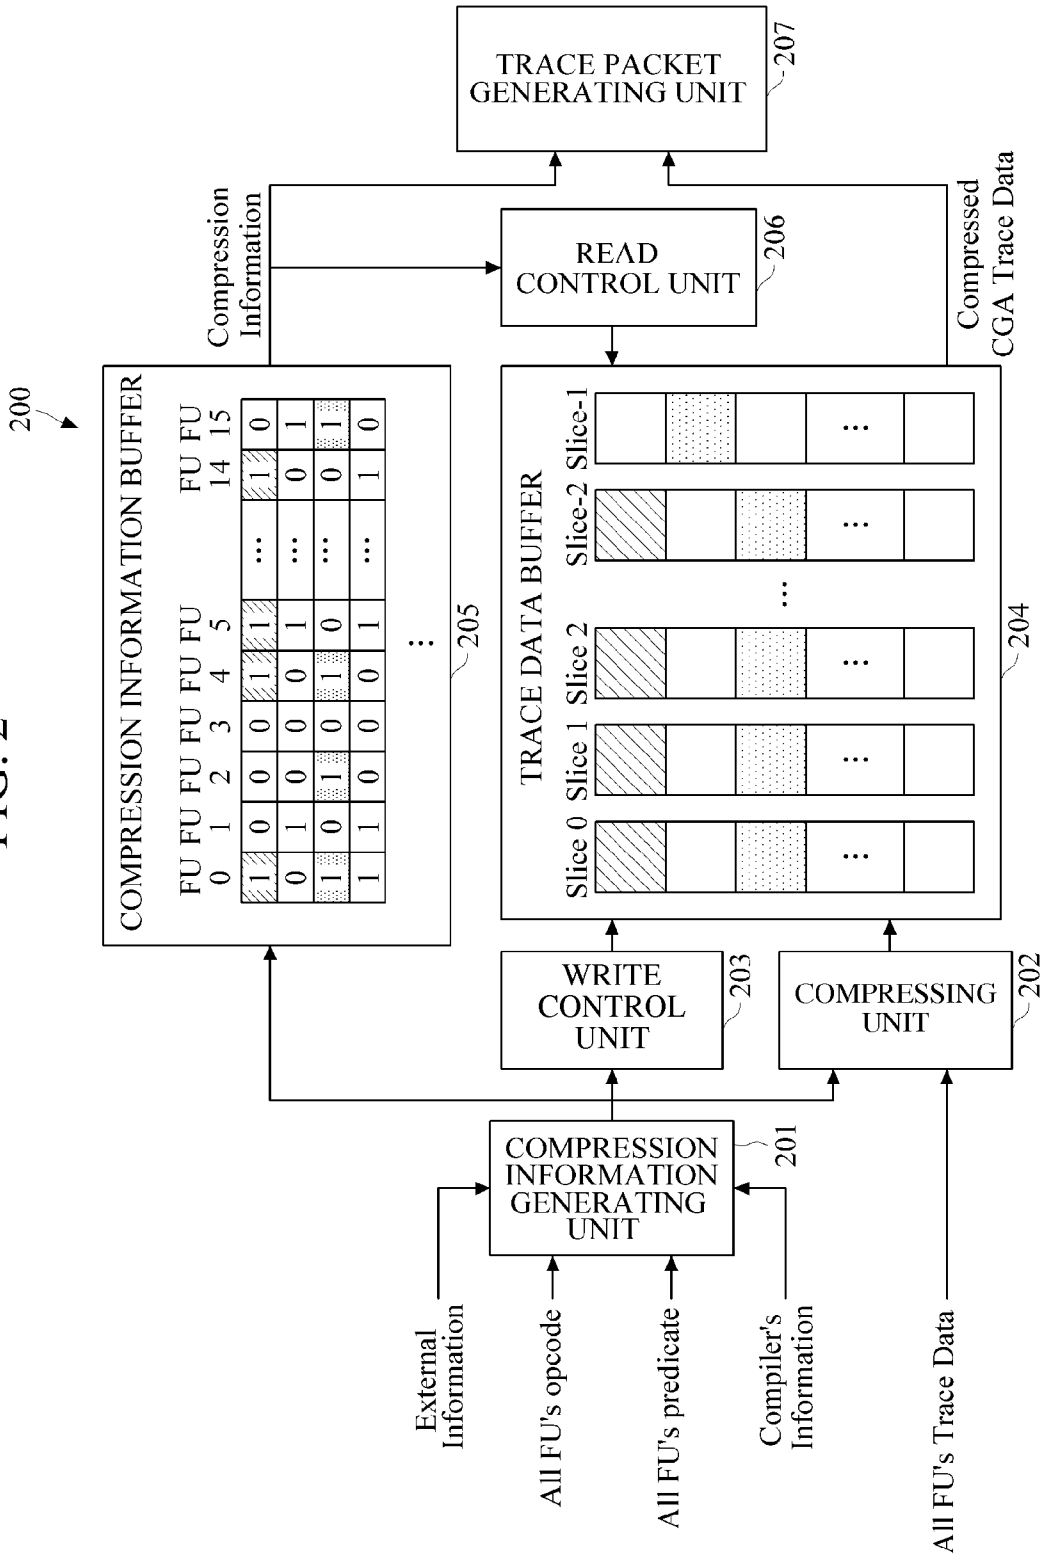 FIG. 2
200
COMPRESSION INFORMATION BUFFER
FU FU FU FU FU FU FU FU
0 1 2 3 4 5 14 15
1 0 0 0 1 1 ... 1 0
0 1 0 0 0 1 ... 0 1
1 0 1 0 1 0 ... 0 1
1 1 0 0 0 1 ... 1 0
...
205
Compression
Information
External
Information
All FU's opcode
All FU's predicate
Compiler's
Information
All FU's Trace Data
COMPRESSION
INFORMATION
GENERATING
UNIT
201
WRITE
CONTROL
UNIT
203
COMPRESSING
UNIT
202
TRACE DATA BUFFER
Slice 0 Slice 1 Slice 2 Slice-2 Slice-1
...
... ... ... ... ...
204
READ
CONTROL UNIT
206
Compressed
CGA Trace Data
TRACE PACKET
GENERATING UNIT
207